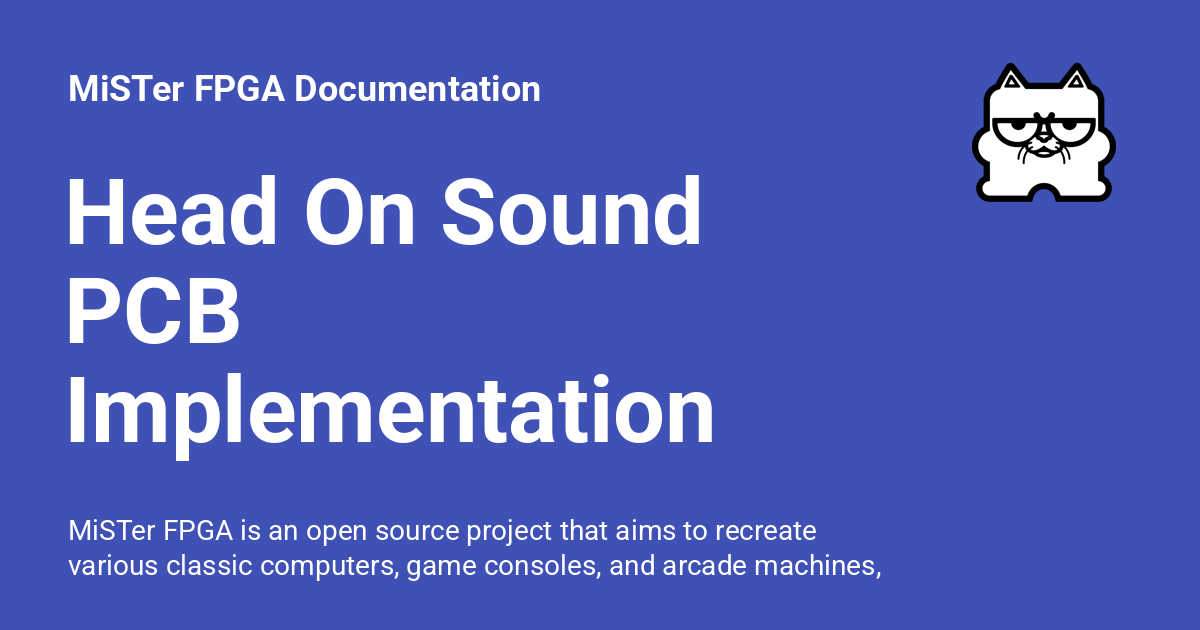 MiSTer FPGA Documentation
Head On Sound
PCB
Implementation
MiSTer FPGA is an open source project that aims to recreate
various classic computers, game consoles, and arcade machines,